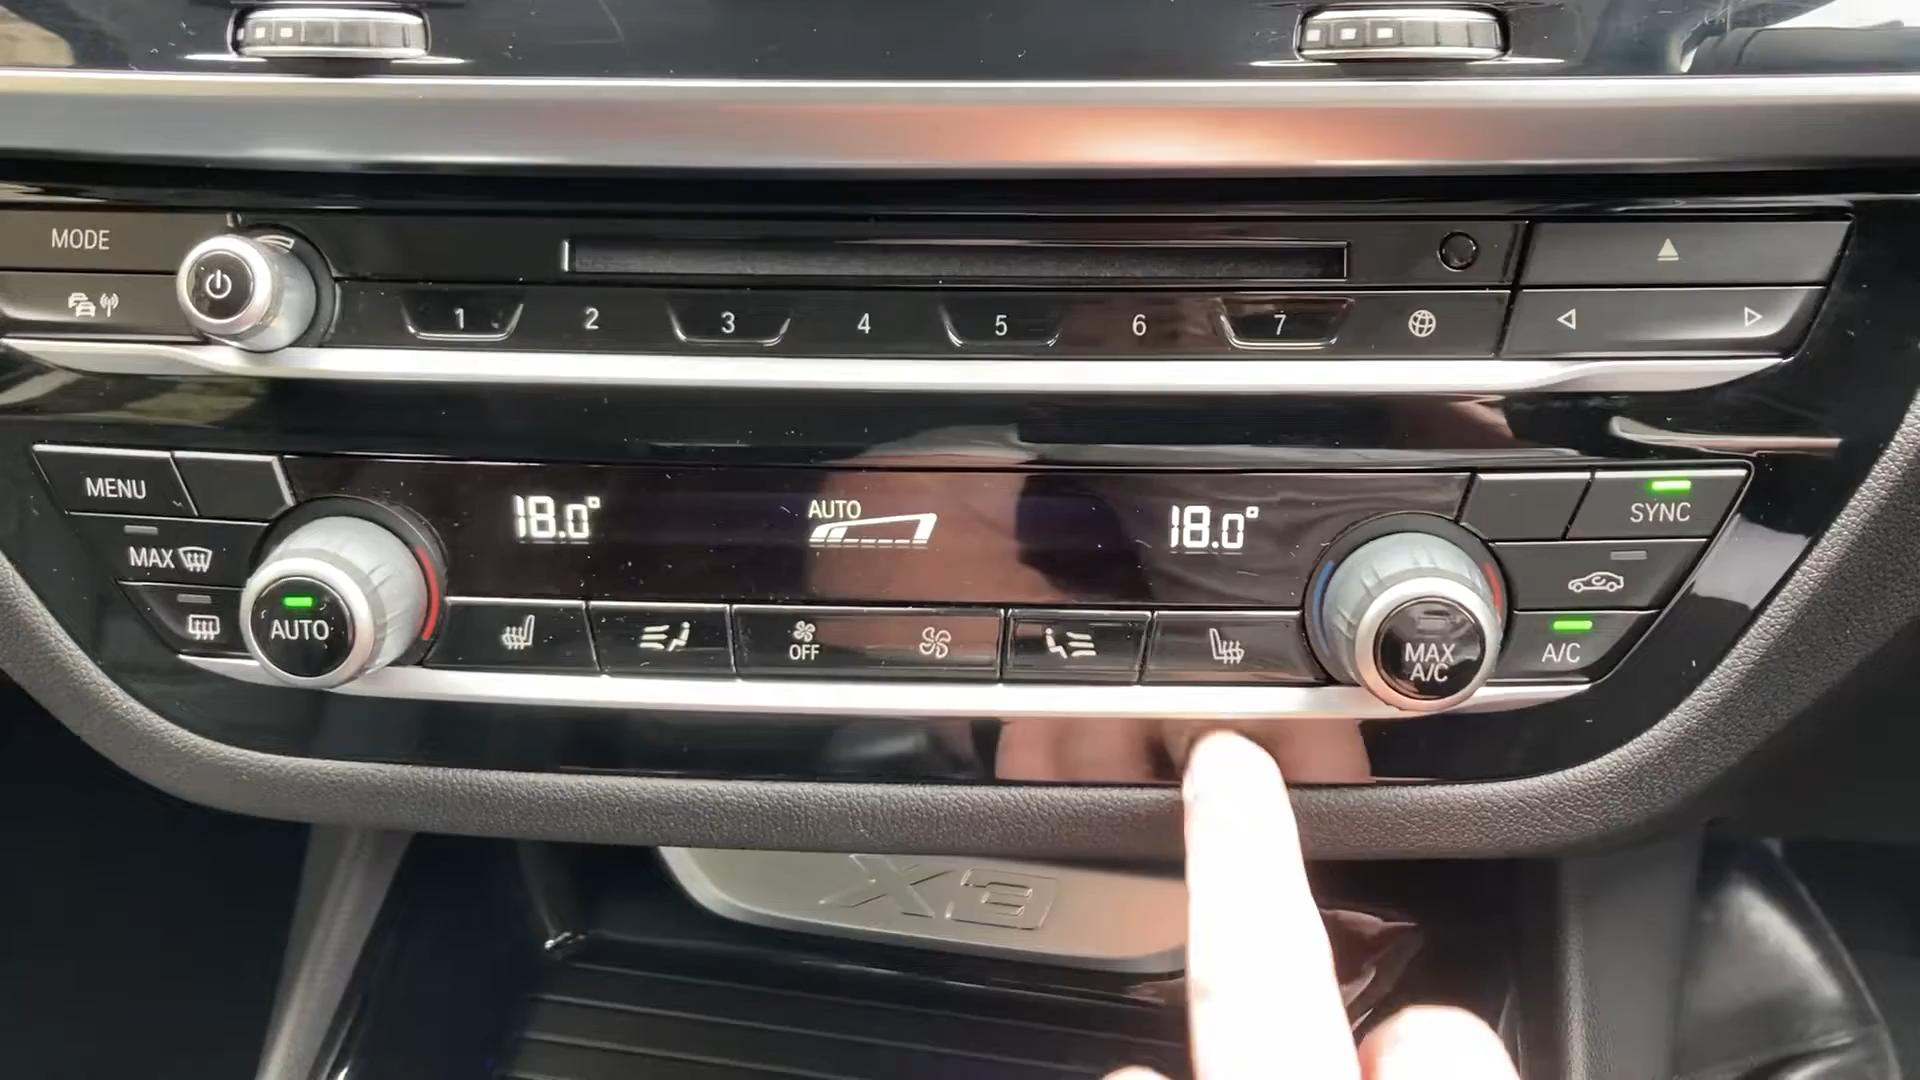 MODE
1 2 3 4 5 6 7
MENU
18.0°
AUTO
18.0°
SYNC
MAX
AUTO
OFF
MAX
A/C
A/C
X3